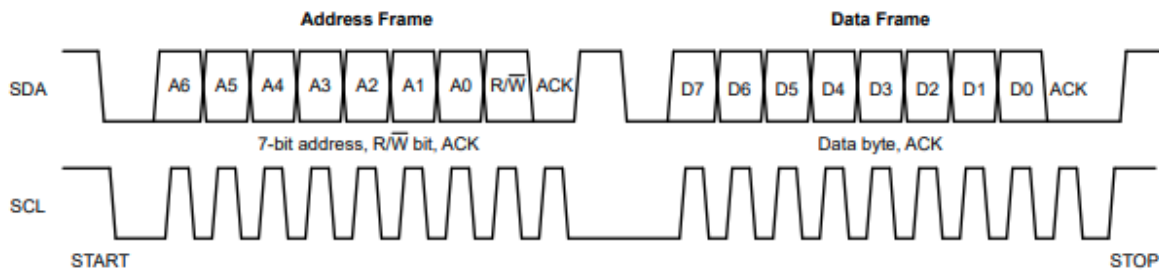 Address Frame Data Frame
SDA A6 A5 A4 A3 A2 A1 A0 R/W̅ ACK D7 D6 D5 D4 D3 D2 D1 D0 ACK
7-bit address, R/W̅ bit, ACK Data byte, ACK
SCL
START STOP